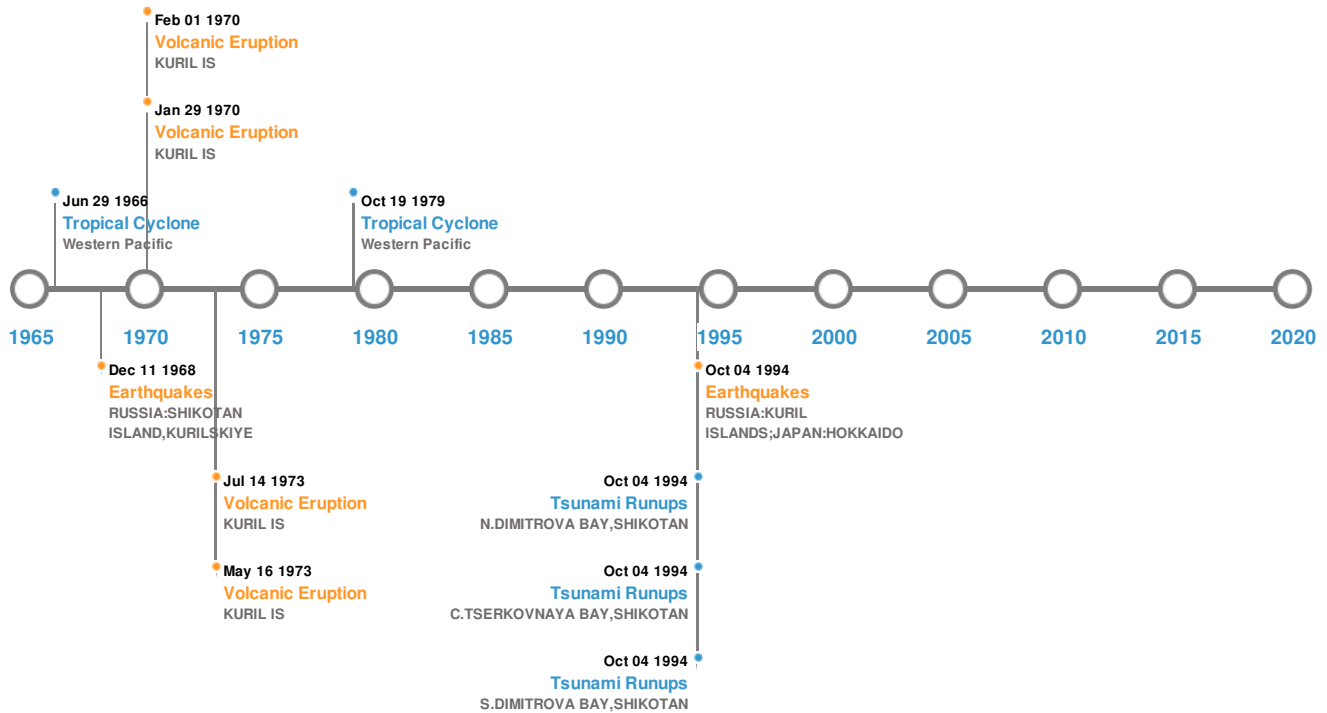 Feb 01 1970
Volcanic Eruption
KURIL IS
Jan 29 1970
Volcanic Eruption
KURIL IS
Jun 29 1966
Tropical Cyclone
Western Pacific
Oct 19 1979
Tropical Cyclone
Western Pacific
1965
1970
1975
1980
1985
1990
1995
2000
2005
2010
2015
2020
Dec 11 1968
Earthquakes
RUSSIA:SHIKOTAN
ISLAND,KURILSKIYE
Oct 04 1994
Earthquakes
RUSSIA:KURIL
ISLANDS;JAPAN:HOKKAIDO
Jul 14 1973
Volcanic Eruption
KURIL IS
Oct 04 1994
Tsunami Runups
N.DIMITROVA BAY,SHIKOTAN
May 16 1973
Volcanic Eruption
KURIL IS
Oct 04 1994
Tsunami Runups
C.TSERKOVNAYA BAY,SHIKOTAN
Oct 04 1994
Tsunami Runups
S.DIMITROVA BAY,SHIKOTAN